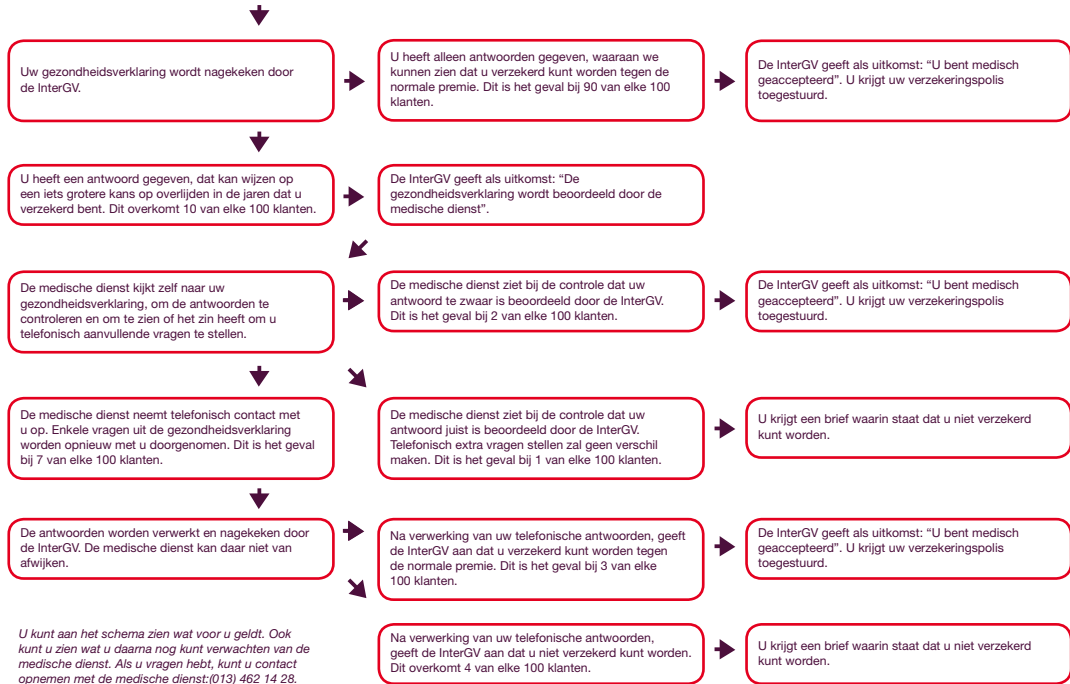 Uw gezondheidsverklaring wordt nagekeken door
de InterGV.
U heeft alleen antwoorden gegeven, waaraan we
kunnen zien dat u verzekerd kunt worden tegen de
normale premie. Dit is het geval bij 90 van elke 100
klanten.
De InterGV geeft als uitkomst: “U bent medisch
geaccepteerd”. U krijgt uw verzekeringspolis
toegestuurd.
U heeft een antwoord gegeven, dat kan wijzen op
een iets grotere kans op overlijden in de jaren dat u
verzekerd bent. Dit overkomt 10 van elke 100 klanten.
De InterGV geeft als uitkomst: “De
gezondheidsverklaring wordt beoordeeld door de
medische dienst”.
De medische dienst kijkt zelf naar uw
gezondheidsverklaring, om de antwoorden te
controleren en om te zien of het zin heeft om u
telefonisch aanvullende vragen te stellen.
De medische dienst ziet bij de controle dat uw
antwoord te zwaar is beoordeeld door de InterGV.
Dit is het geval bij 2 van elke 100 klanten.
De InterGV geeft als uitkomst: “U bent medisch
geaccepteerd”. U krijgt uw verzekeringspolis
toegestuurd.
De medische dienst neemt telefonisch contact met
u op. Enkele vragen uit de gezondheidsverklaring
worden opnieuw met u doorgenomen. Dit is het geval
bij 7 van elke 100 klanten.
De medische dienst ziet bij de controle dat uw
antwoord juist is beoordeeld door de InterGV.
Telefonisch extra vragen stellen zal geen verschil
maken. Dit is het geval bij 1 van elke 100 klanten.
U krijgt een brief waarin staat dat u niet verzekerd
kunt worden.
De antwoorden worden verwerkt en nagekeken door
de InterGV. De medische dienst kan daar niet van
afwijken.
Na verwerking van uw telefonische antwoorden, geeft
de InterGV aan dat u verzekerd kunt worden tegen
de normale premie. Dit is het geval bij 3 van elke
100 klanten.
De InterGV geeft als uitkomst: “U bent medisch
geaccepteerd”. U krijgt uw verzekeringspolis
toegestuurd.
U kunt aan het schema zien wat voor u geldt. Ook
kunt u zien wat u daarna nog kunt verwachten van de
medische dienst. Als u vragen hebt, kunt u contact
opnemen met de medische dienst:(013) 462 14 28.
Na verwerking van uw telefonische antwoorden,
geeft de InterGV aan dat u niet verzekerd kunt worden.
Dit overkomt 4 van elke 100 klanten.
U krijgt een brief waarin staat dat u niet verzekerd
kunt worden.